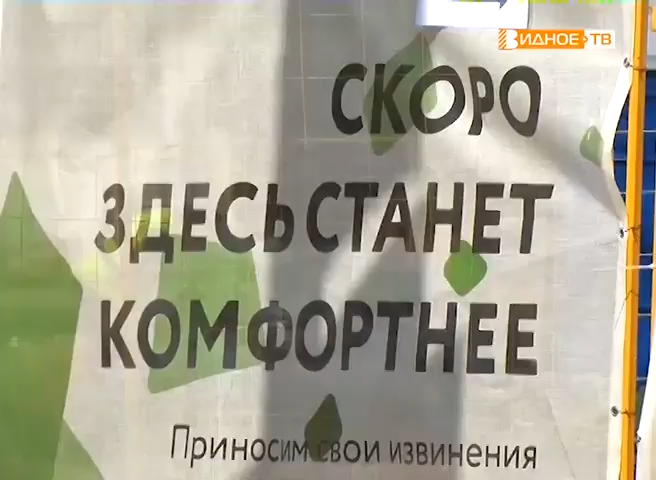 ВИДНОЕ ТВ
СКОРО
ЗДЕСЬ СТАНЕТ
КОМФОРТНЕЕ
Приносим свои извинения